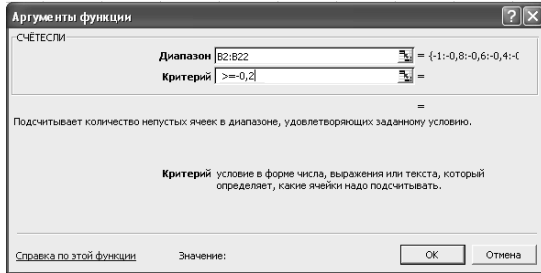 Аргументы функции
СЧЁТЕСЛИ
Диапазон B2:B22 = {-1:-0,8:-0,6:-0,4:-(
Критерий >=-0,2 =
=
Подсчитывает количество непустых ячеек в диапазоне, удовлетворяющих заданному условию.
Критерий условие в форме числа, выражения или текста, который
определяет, какие ячейки надо подсчитывать.
Справка по этой функции Значение: ОК Отмена